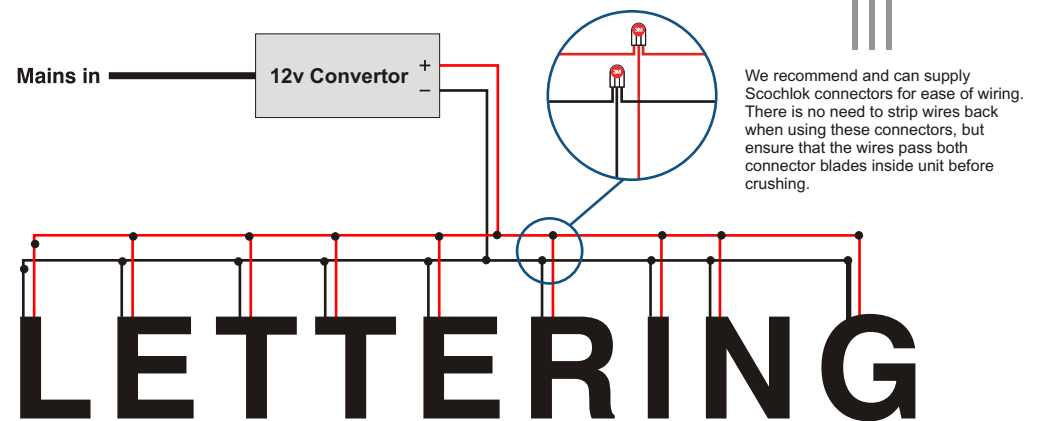 Mains in
12v Convertor
+
−
3M
3M
We recommend and can supply
Scochlok connectors for ease of wiring.
There is no need to strip wires back
when using these connectors, but
ensure that the wires pass both
connector blades inside unit before
crushing.
LETTERING